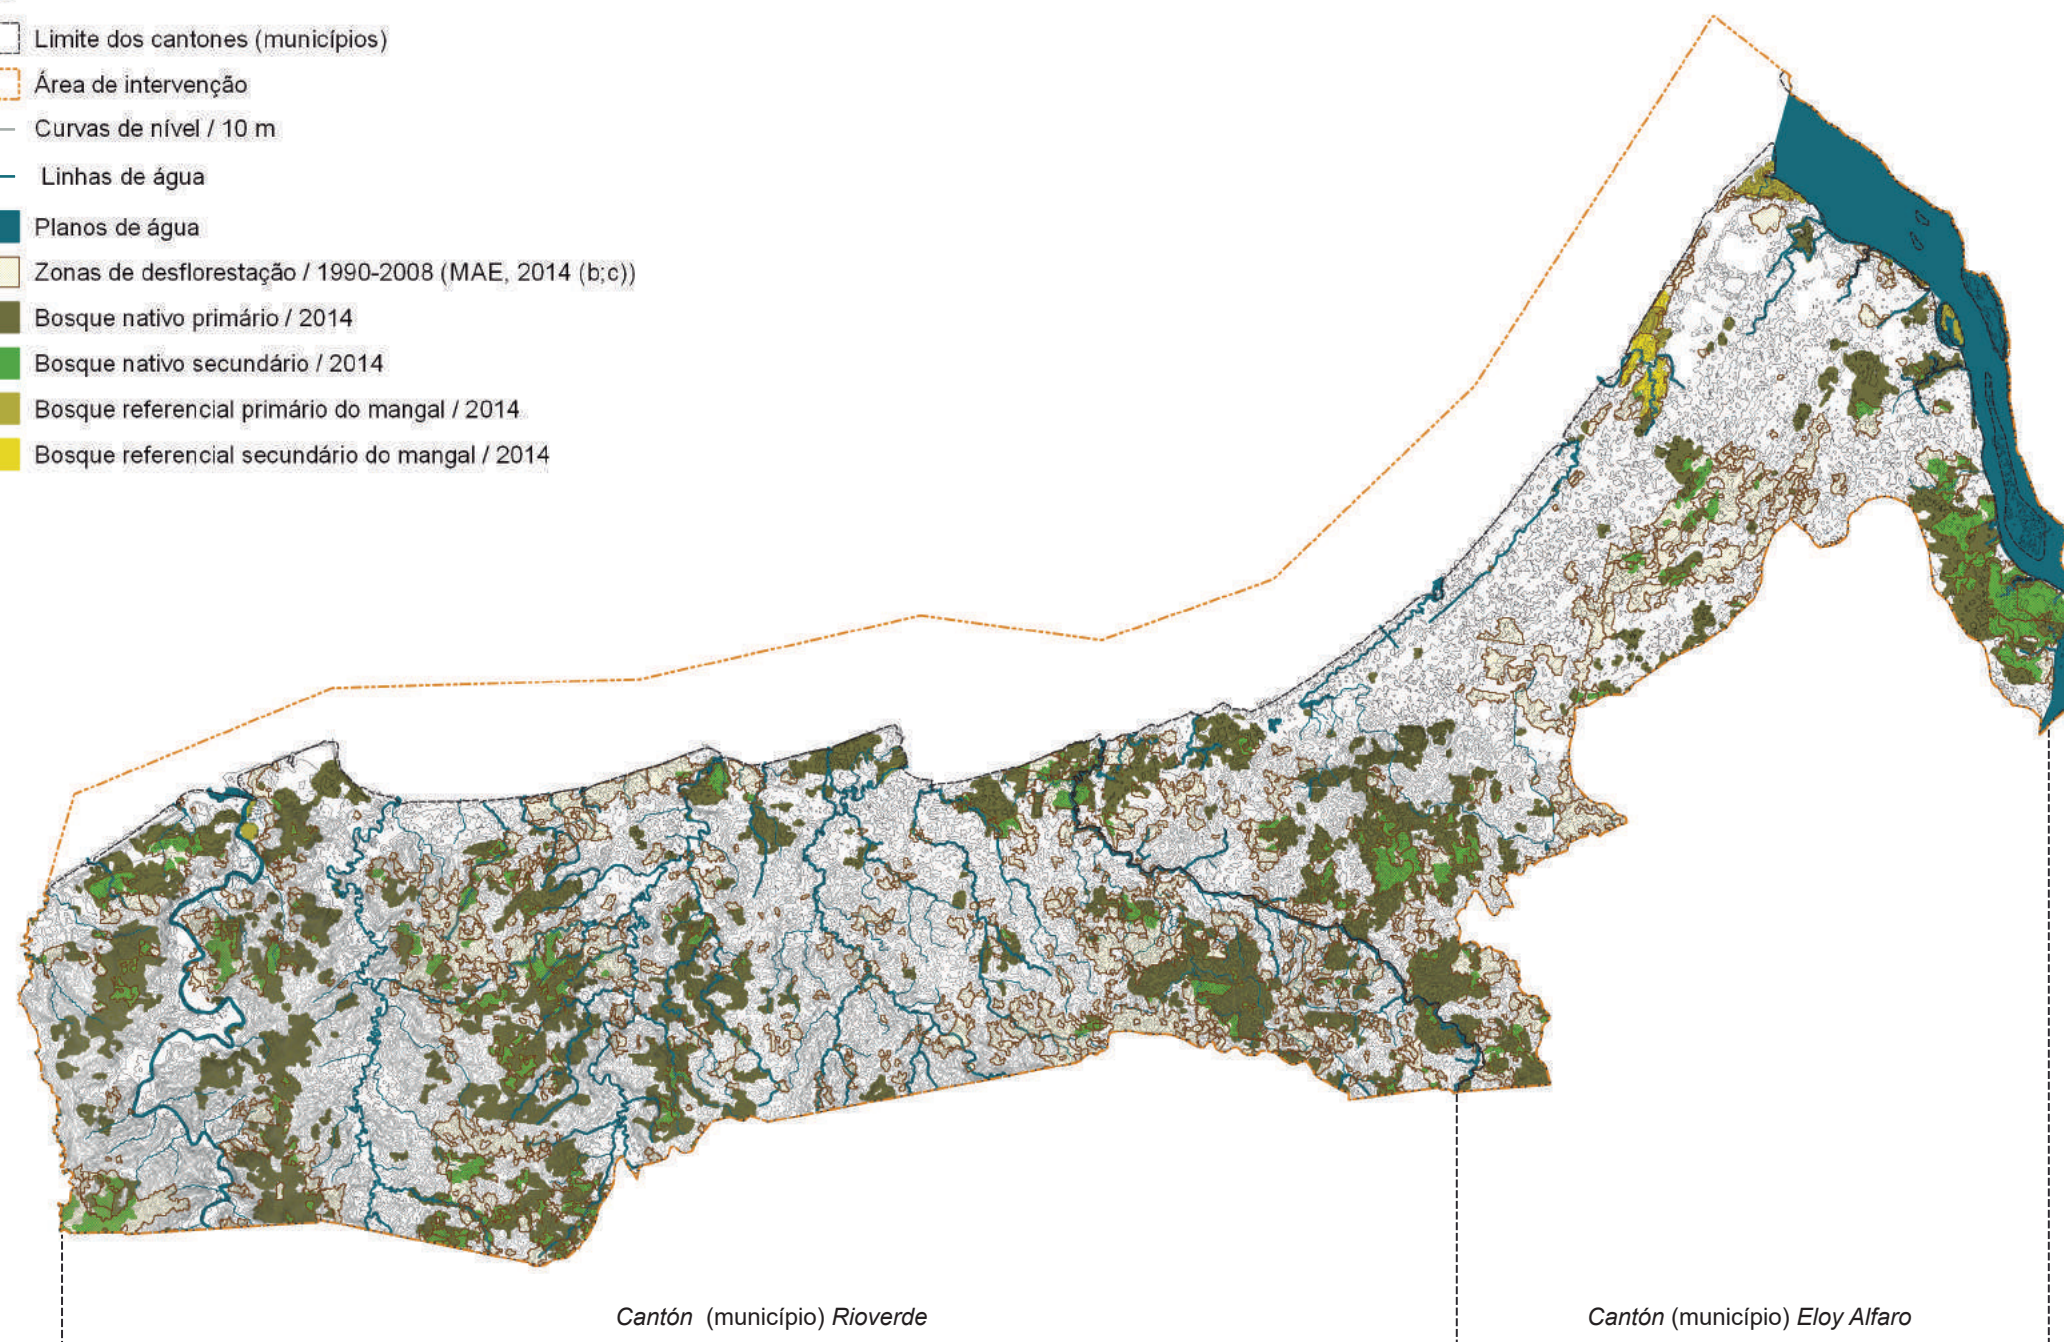 Limite dos cantones (municípios)
Área de intervenção
Curvas de nível / 10 m
Linhas de água
Planos de água
Zonas de desflorestação / 1990-2008 (MAE, 2014 (b;c))
Bosque nativo primário / 2014
Bosque nativo secundário / 2014
Bosque referencial primário do mangal / 2014
Bosque referencial secundário do mangal / 2014
Cantón (município) Rioverde
Cantón (município) Eloy Alfaro